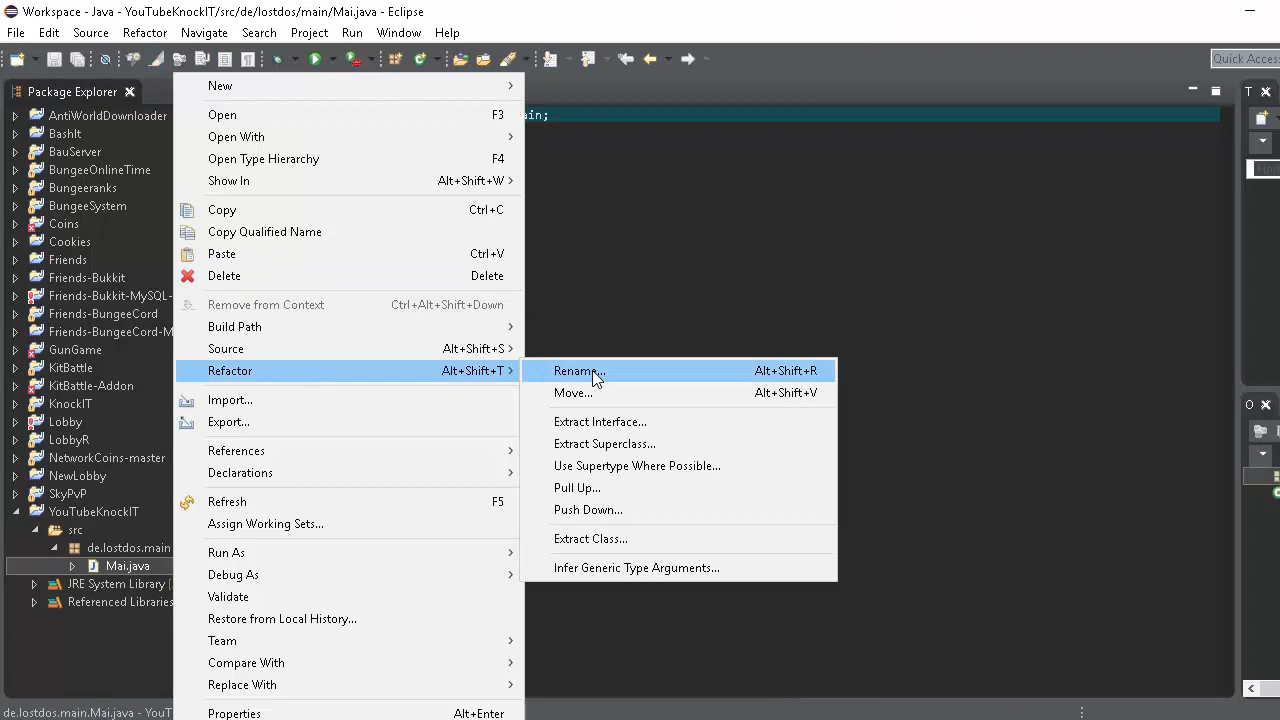 Workspace - Java - YouTubeKnockIT/src/de/lostdos/main/Mai.java - Eclipse
File Edit Source Refactor Navigate Search Project Run Window Help
Quick Access
Package Explorer
AntiWorldDownloader
BashIt
BauServer
BungeeOnlineTime
Bungeeranks
BungeeSystem
Coins
Cookies
Friends
Friends-Bukkit
Friends-Bukkit-MySQL-
Friends-BungeeCord
Friends-BungeeCord-M
GunGame
KitBattle
KitBattle-Addon
KnockIT
Lobby
LobbyR
NetworkCoins-master
NewLobby
SkyPvP
YouTubeKnockIT
src
de.lostdos.main
Mai.java
JRE System Library [
Referenced Libraries
New
Open F3
Open With
Open Type Hierarchy F4
Show In Alt+Shift+W
Copy Ctrl+C
Copy Qualified Name
Paste Ctrl+V
Delete Delete
Remove from Context Ctrl+Alt+Shift+Down
Build Path
Source Alt+Shift+S
Refactor Alt+Shift+T
Import...
Export...
References
Declarations
Refresh F5
Assign Working Sets...
Run As
Debug As
Validate
Restore from Local History...
Team
Compare With
Replace With
Properties Alt+Enter
Rename... Alt+Shift+R
Move... Alt+Shift+V
Extract Interface...
Extract Superclass...
Use Supertype Where Possible...
Pull Up...
Push Down...
Extract Class...
Infer Generic Type Arguments...
ain;
T
O
de.lostdos.main.Mai.java - YouT